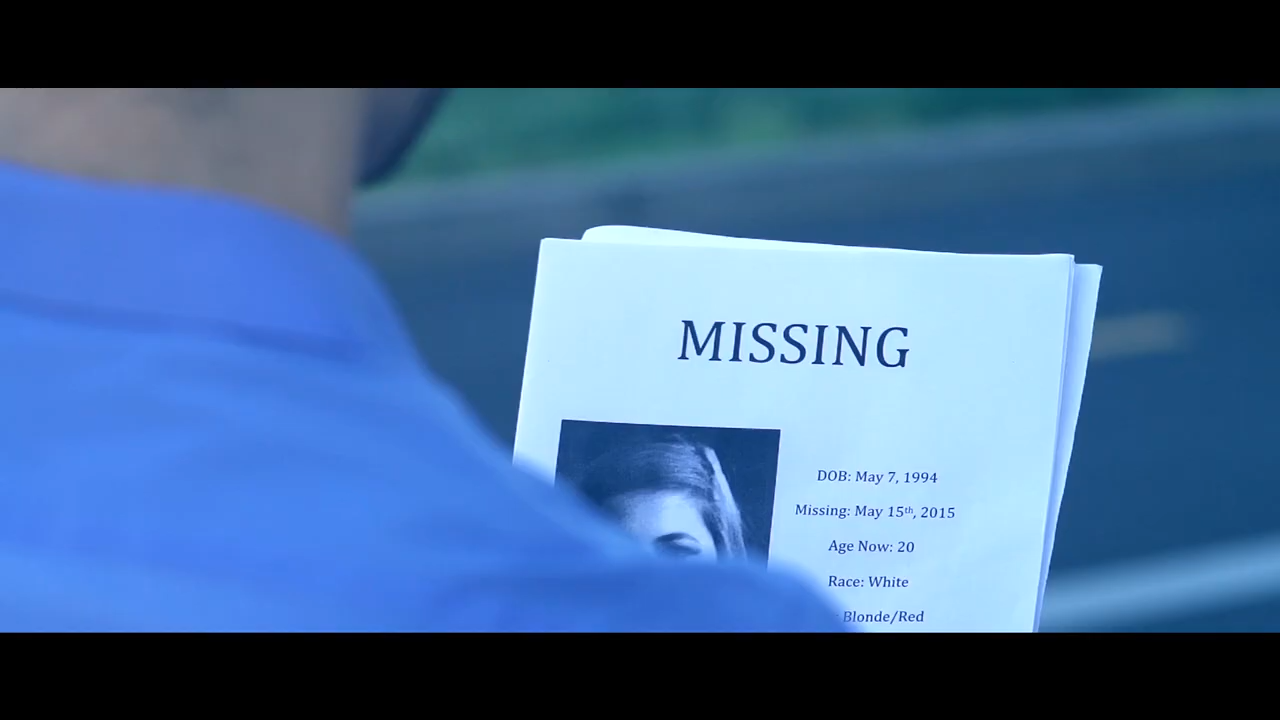 MISSING
DOB: May 7, 1994
Missing: May 15th, 2015
Age Now: 20
Race: White
Blonde/Red